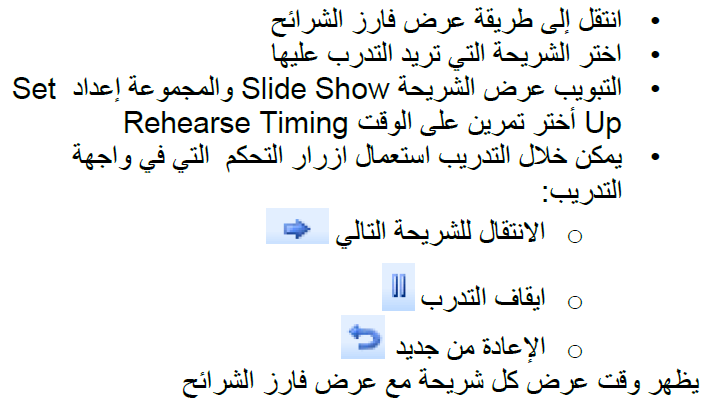 • انتقل إلى طريقة عرض فارز الشرائح
• اختر الشريحة التي تريد التدرب عليها
• التبويب عرض الشريحة Slide Show والمجموعة إعداد Set
Up أختر تمرين على الوقت Rehearse Timing
• يمكن خلال التدريب استعمال ازرار التحكم التي في واجهة
التدريب:
o الانتقال للشريحة التالي
o ايقاف التدرب
o الإعادة من جديد
يظهر وقت عرض كل شريحة مع عرض فارز الشرائح